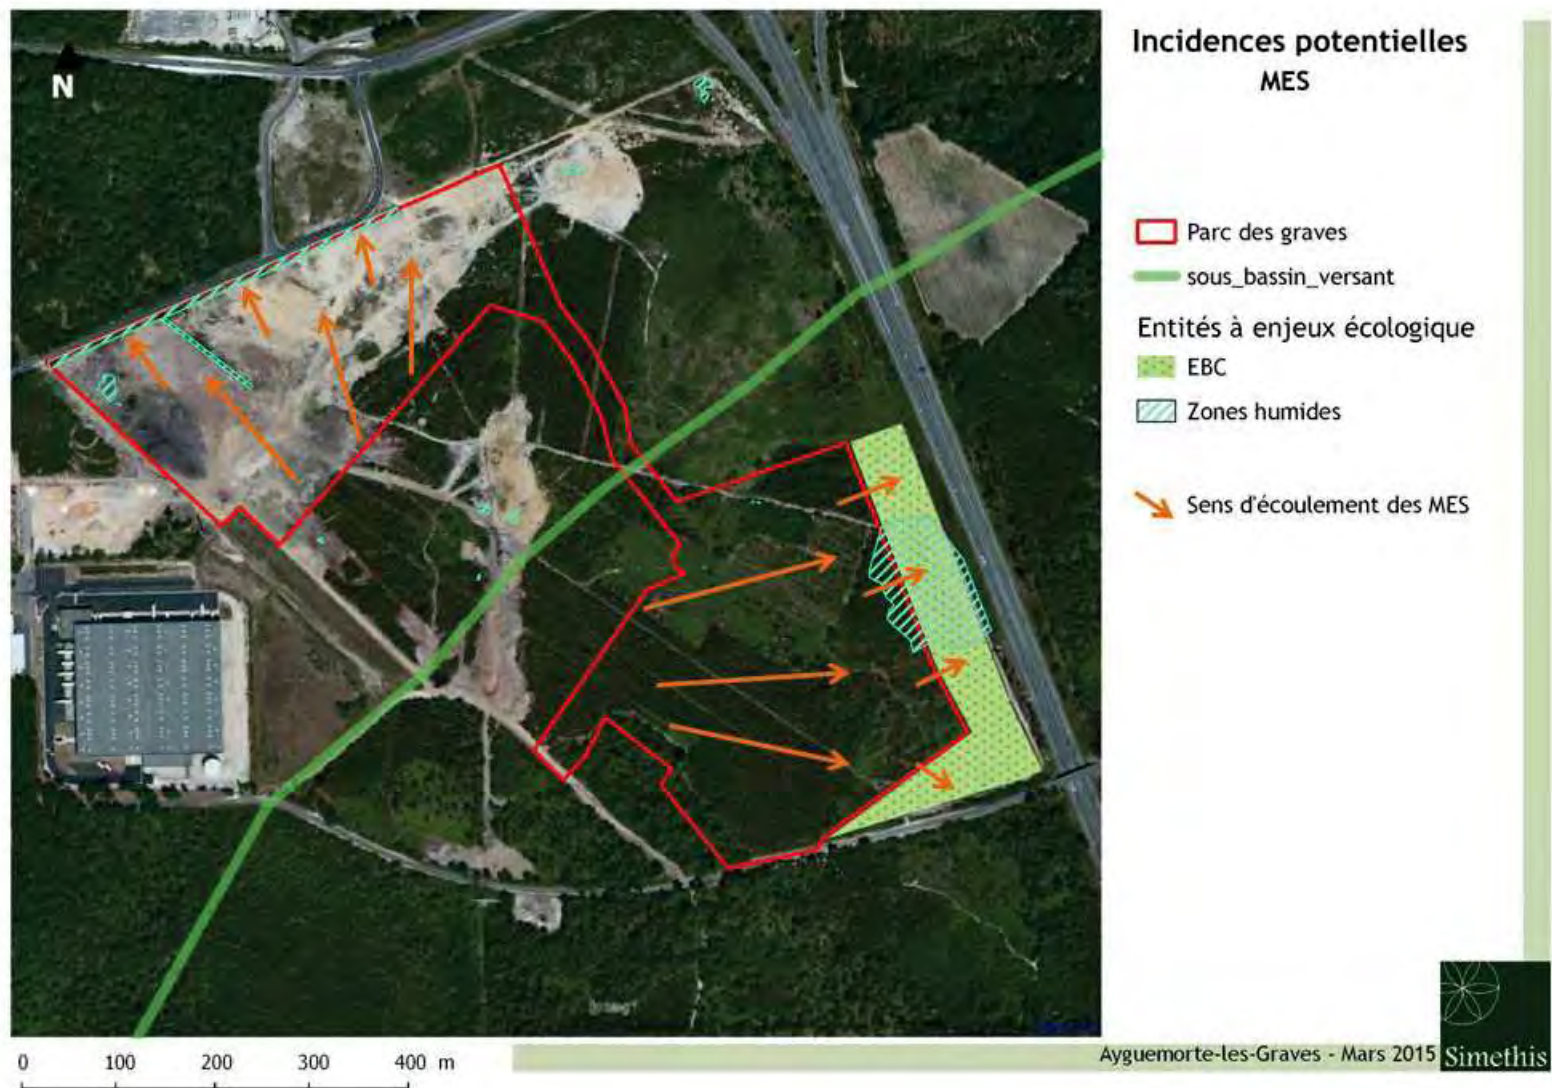 Incidences potentielles
MES
N
Parc des graves
sous_bassin_versant
Entités à enjeux écologique
EBC
Zones humides
Sens d'écoulement des MES
0 100 200 300 400 m
Ayguemorte-les-Graves - Mars 2015
Simethis